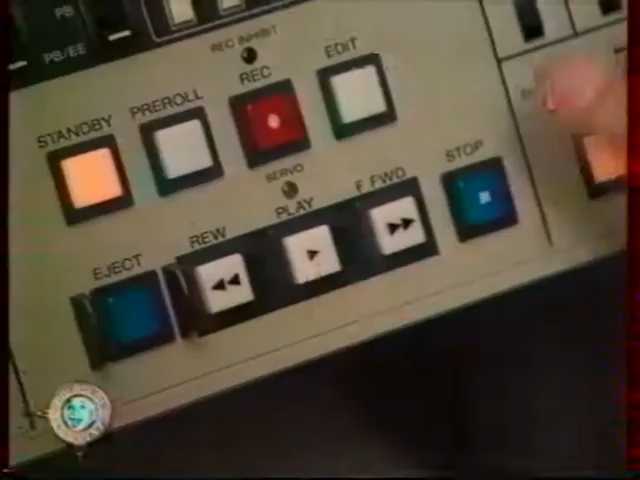 PB
PB/EE
REC INHIBIT
STANDBY PREROLL REC EDIT
SERVO
EJECT REW PLAY F.FWD STOP